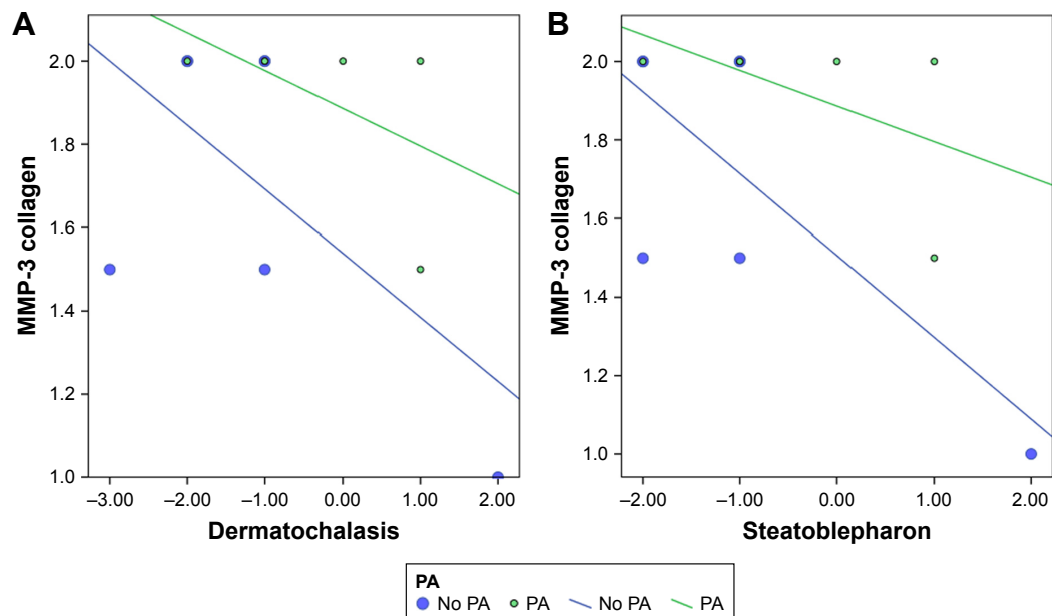 A
MMP-3 collagen
2.0
1.8
1.6
1.4
1.2
1.0
–3.00 –2.00 –1.00 0.00 1.00 2.00
Dermatochalasis
B
MMP-3 collagen
2.0
1.8
1.6
1.4
1.2
1.0
–2.00 –1.00 0.00 1.00 2.00
Steatoblepharon
PA
No PA PA No PA PA